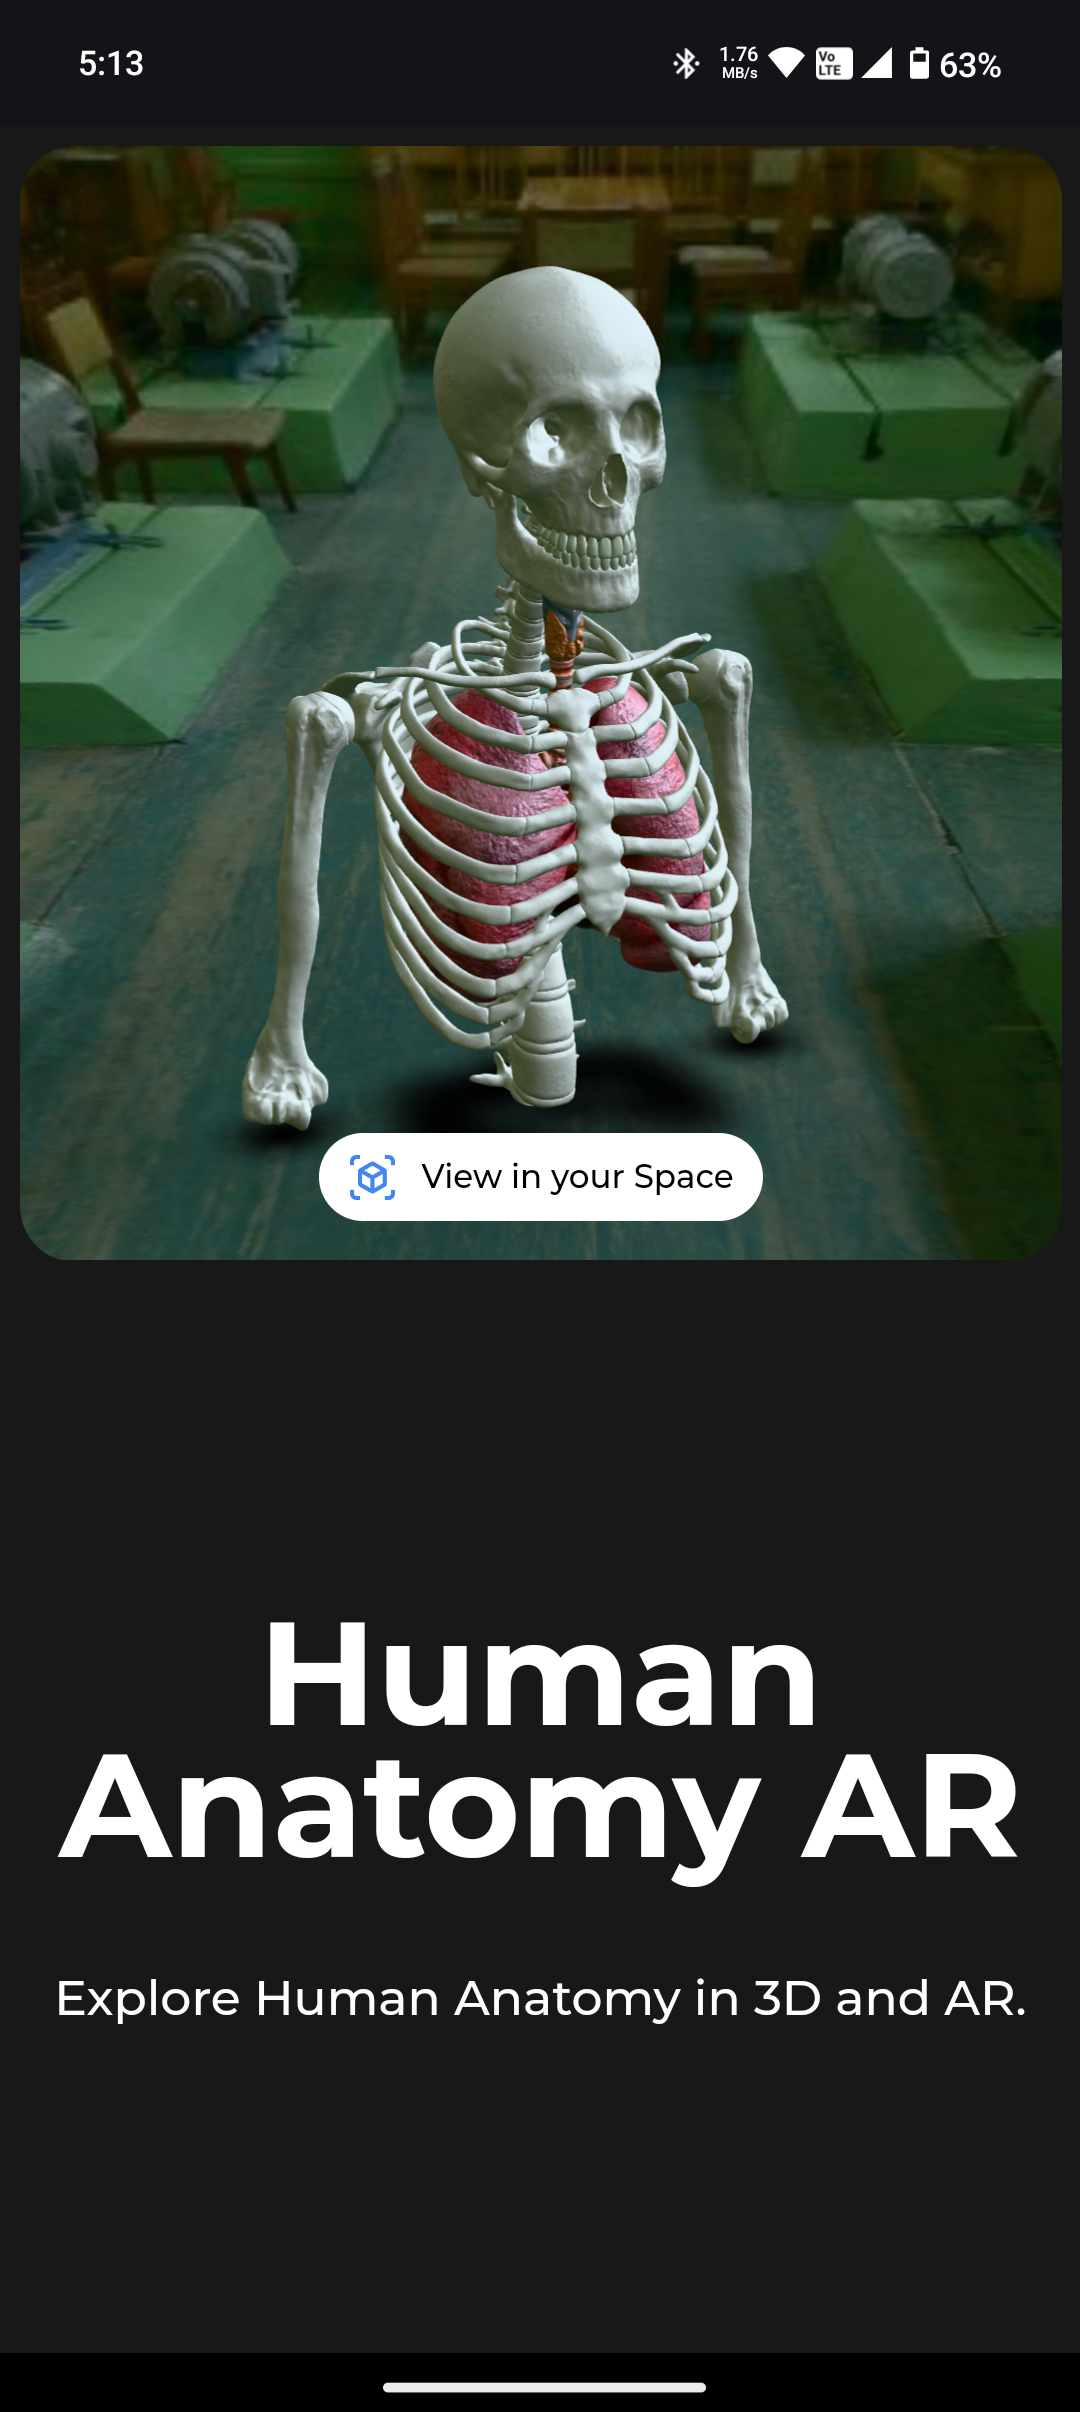 5:13
1.76
MB/s
Vo
LTE
63%
View in your Space
Human
Anatomy AR
Explore Human Anatomy in 3D and AR.